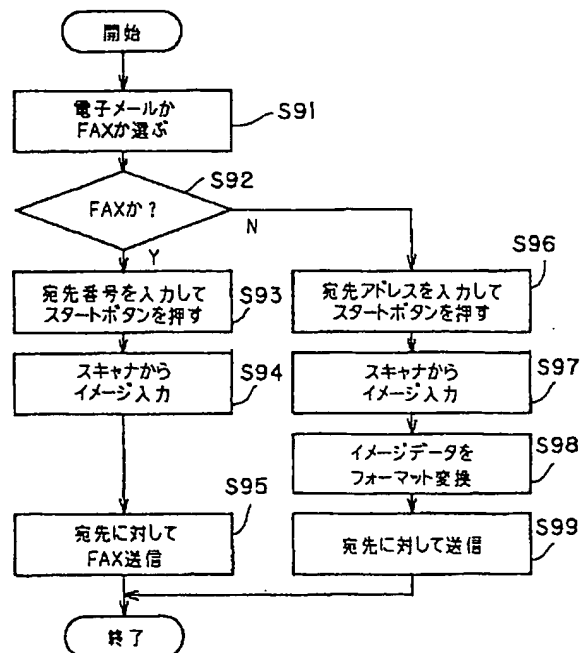 開始
電子メールか
FAXか選ぶ
S91
S92
FAXか?
N
Y
宛先番号を入力して
スタートボタンを押す
S93
スキャナから
イメージ入力
S94
宛先に対して
FAX送信
S95
宛先アドレスを入力して
スタートボタンを押す
S96
スキャナから
イメージ入力
S97
イメージデータを
フォーマット変換
S98
宛先に対して送信
S99
終了